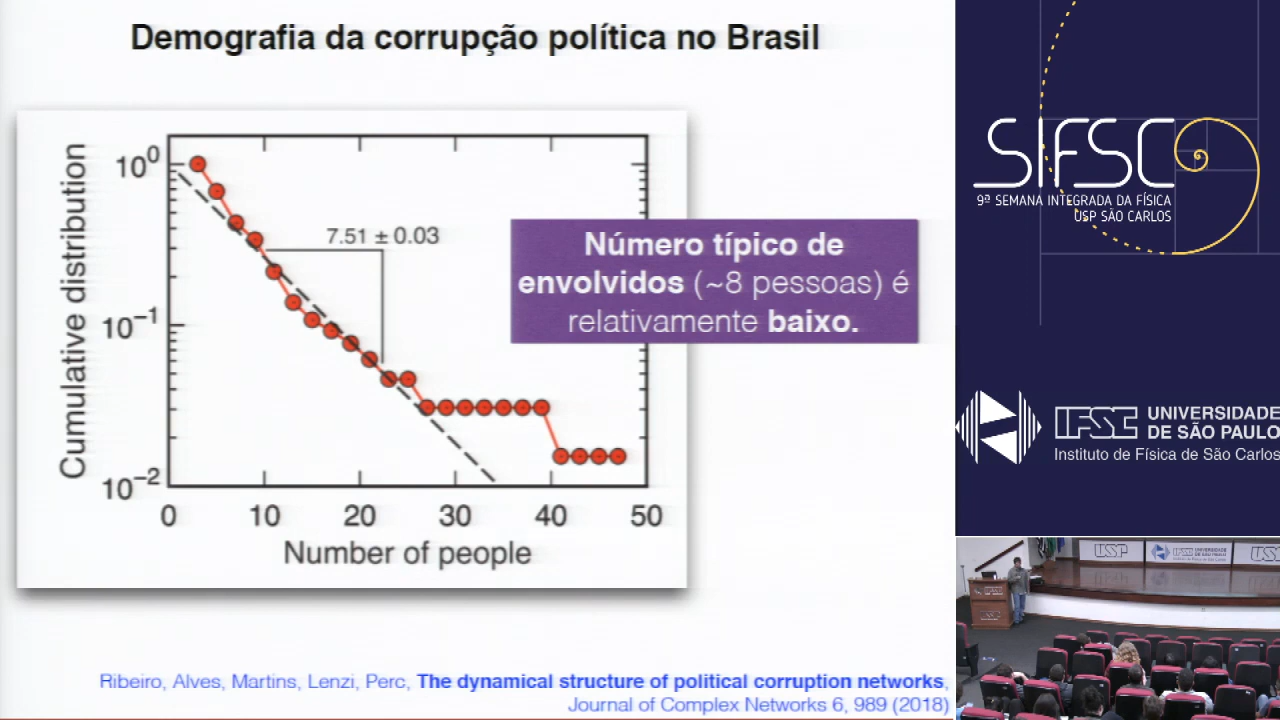 Demografia da corrupção política no Brasil
Cumulative distribution
10⁰
10⁻¹
10⁻²
7.51 ± 0.03
0 10 20 30 40 50
Number of people
Número típico de
envolvidos (~8 pessoas) é
relativamente baixo.
Ribeiro, Alves, Martins, Lenzi, Perc, The dynamical structure of political corruption networks,
Journal of Complex Networks 6, 989 (2018)
SIFSC
9ª SEMANA INTEGRADA DA FÍSICA
USP SÃO CARLOS
IFSC UNIVERSIDADE
DE SÃO PAULO
Instituto de Física de São Carlos
USP
IFSC UNIVERSIDADE